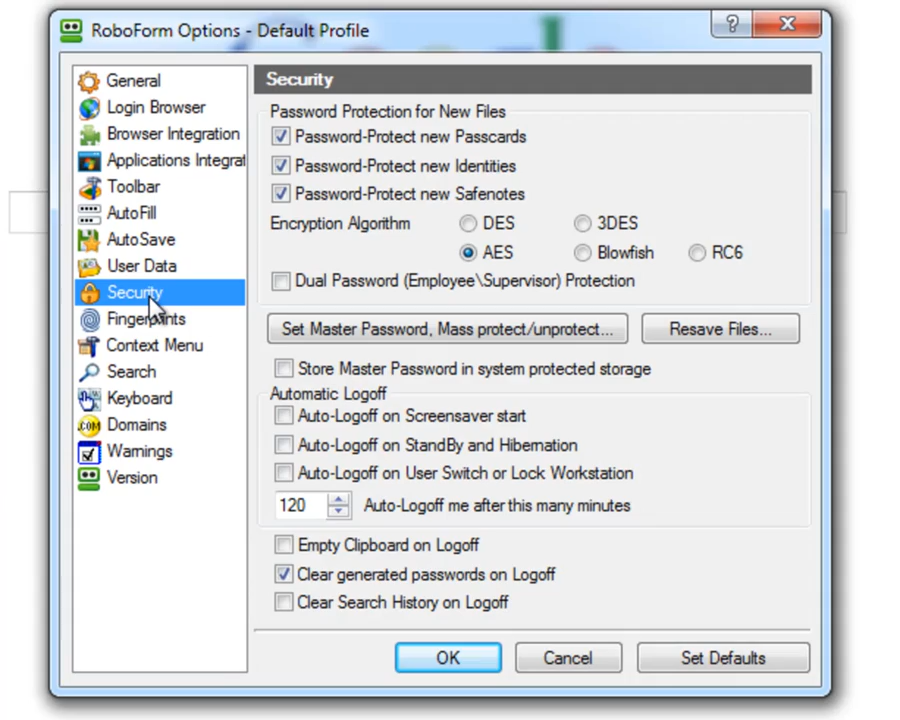 RoboForm Options - Default Profile
General
Login Browser
Browser Integration
Applications Integrat
Toolbar
AutoFill
AutoSave
User Data
Security
Fingerprints
Context Menu
Search
Keyboard
Domains
Warnings
Version
Security
Password Protection for New Files
Password-Protect new Passcards
Password-Protect new Identities
Password-Protect new Safenotes
Encryption Algorithm DES 3DES
AES Blowfish RC6
Dual Password (Employee\Supervisor) Protection
Set Master Password, Mass protect/unprotect... Resave Files...
Store Master Password in system protected storage
Automatic Logoff
Auto-Logoff on Screensaver start
Auto-Logoff on StandBy and Hibernation
Auto-Logoff on User Switch or Lock Workstation
120 Auto-Logoff me after this many minutes
Empty Clipboard on Logoff
Clear generated passwords on Logoff
Clear Search History on Logoff
OK Cancel Set Defaults